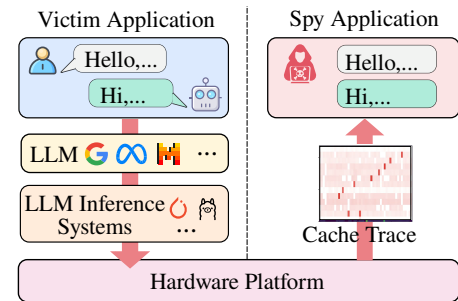 Victim Application
Hello,...
Hi,...
LLM ...
LLM Inference
Systems ...
Spy Application
Hello,...
Hi,...
Cache Trace
Hardware Platform